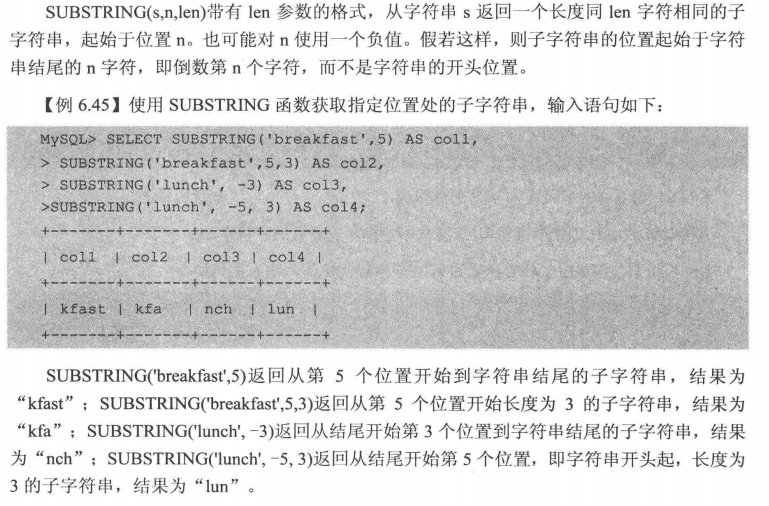 SUBSTRING(s,n,len)带有 len 参数的格式，从字符串 s 返回一个长度同 len 字符相同的子
字符串，起始于位置 n。也可能对 n 使用一个负值。假若这样，则子字符串的位置起始于字符
串结尾的 n 字符，即倒数第 n 个字符，而不是字符串的开头位置。
【例 6.45】使用 SUBSTRING 函数获取指定位置处的子字符串，输入语句如下：
MySQL> SELECT SUBSTRING('breakfast',5) AS col1,
> SUBSTRING('breakfast',5,3) AS col2,
> SUBSTRING('lunch', -3) AS col3,
>SUBSTRING('lunch', -5, 3) AS col4;
+-------+-------+------+------+
| col1 | col2 | col3 | col4 |
+-------+-------+------+------+
| kfast | kfa | nch | lun |
+-------+-------+------+------+
SUBSTRING('breakfast',5)返回从第 5 个位置开始到字符串结尾的子字符串，结果为
“kfast”；SUBSTRING('breakfast',5,3)返回从第 5 个位置开始长度为 3 的子字符串，结果为
“kfa”；SUBSTRING('lunch', -3)返回从结尾开始第 3 个位置到字符串结尾的子字符串，结果
为“nch”；SUBSTRING('lunch', -5, 3)返回从结尾开始第 5 个位置，即字符串开头起，长度为
3 的子字符串，结果为“lun”。